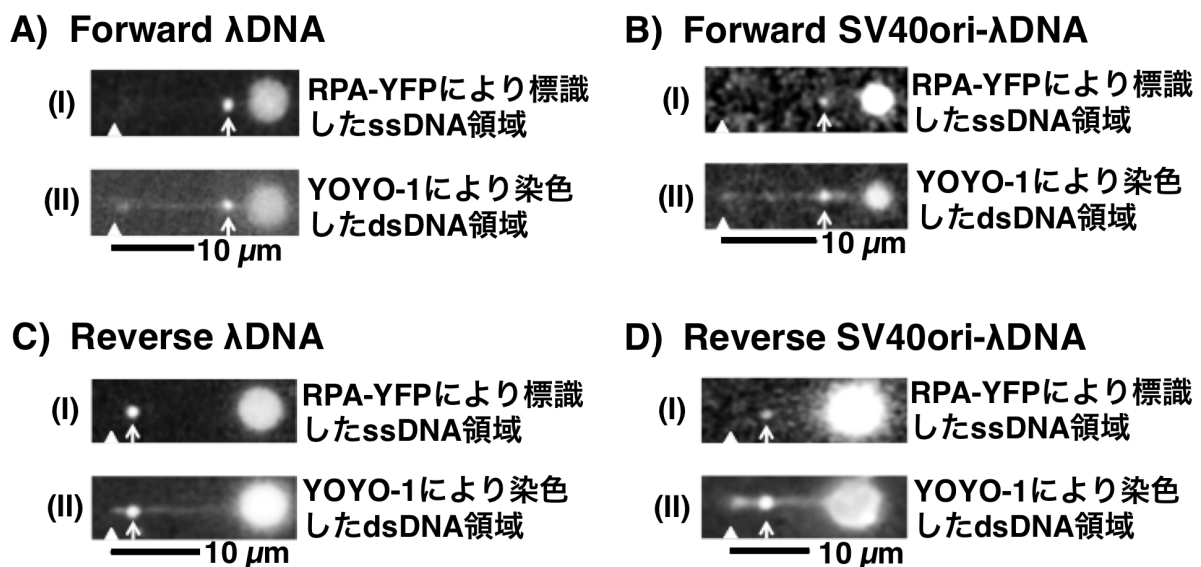 A) Forward λDNA
(I)
RPA-YFPにより標識
したssDNA領域
(II)
YOYO-1により染色
したdsDNA領域
10 µm
B) Forward SV40ori-λDNA
(I)
RPA-YFPにより標識
したssDNA領域
(II)
YOYO-1により染色
したdsDNA領域
10 µm
C) Reverse λDNA
(I)
RPA-YFPにより標識
したssDNA領域
(II)
YOYO-1により染色
したdsDNA領域
10 µm
D) Reverse SV40ori-λDNA
(I)
RPA-YFPにより標識
したssDNA領域
(II)
YOYO-1により染色
したdsDNA領域
10 µm